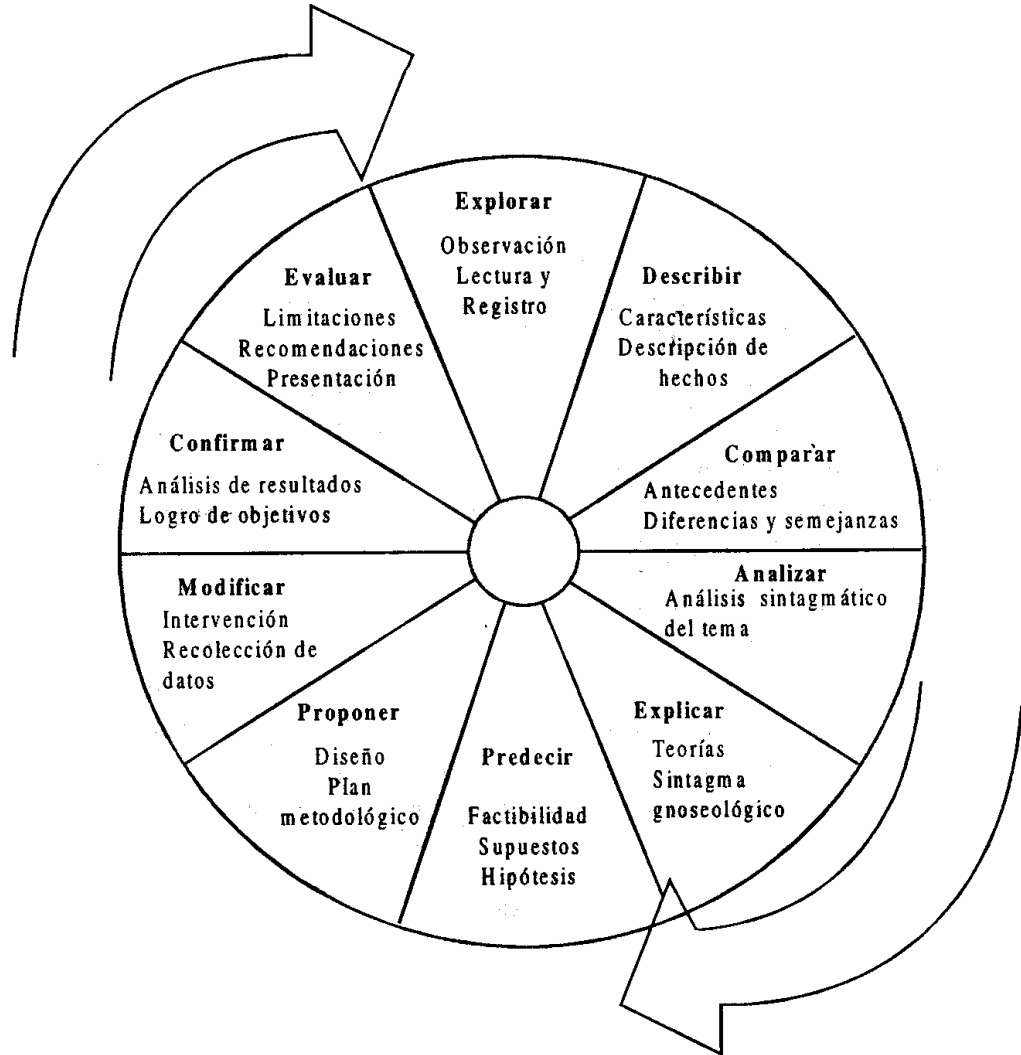 Explorar
Observación
Lectura y
Registro
Describir
Características
Descripción de
hechos
Comparar
Antecedentes
Diferencias y semejanzas
Analizar
Análisis sintagmático
del tema
Explicar
Teorías
Sintagma
gnoseológico
Predecir
Factibilidad
Supuestos
Hipótesis
Proponer
Diseño
Plan
metodológico
Modificar
Intervención
Recolección de
datos
Confirmar
Análisis de resultados
Logro de objetivos
Evaluar
Limitaciones
Recomendaciones
Presentación